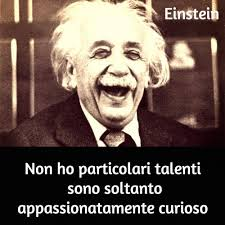 Einstein
Non ho particolari talenti
sono soltanto
appassionatamente curioso